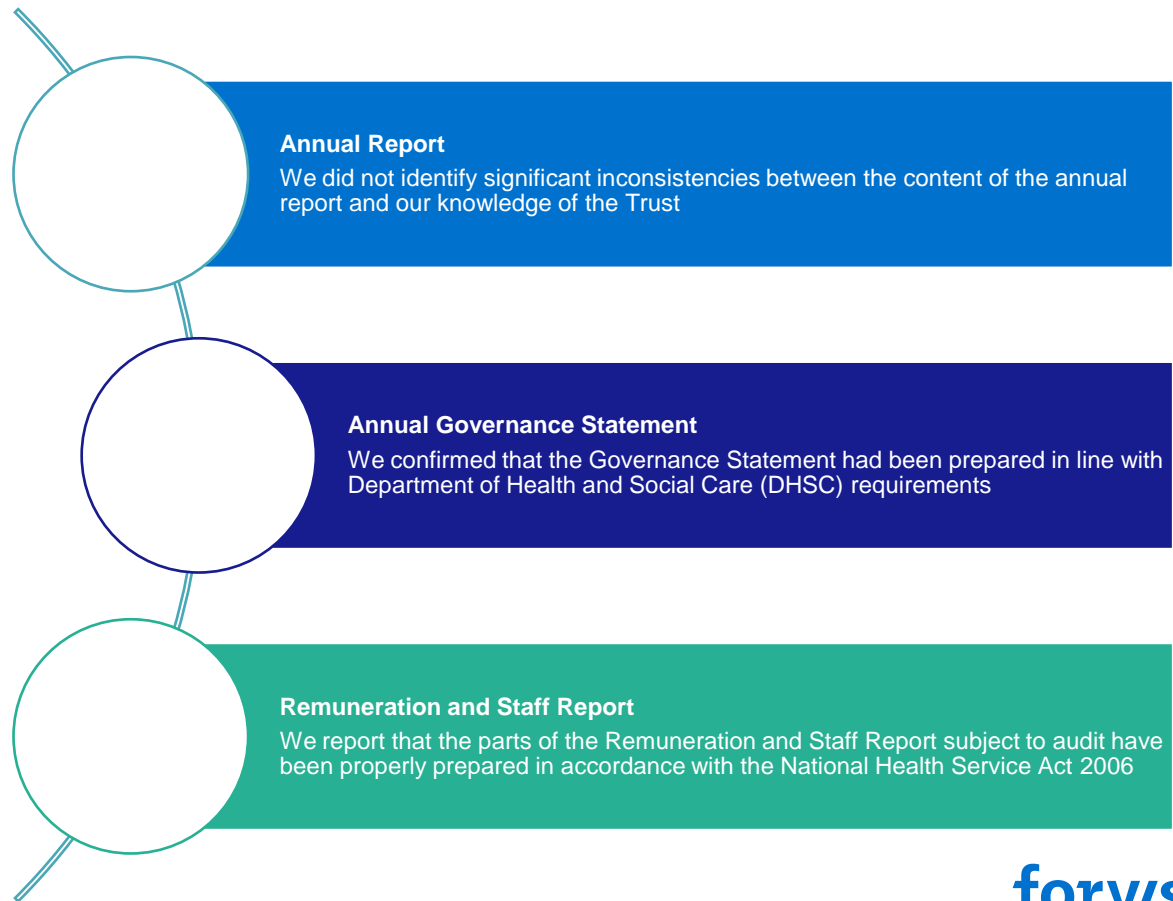 Annual Report
We did not identify significant inconsistencies between the content of the annual
report and our knowledge of the Trust
Annual Governance Statement
We confirmed that the Governance Statement had been prepared in line with
Department of Health and Social Care (DHSC) requirements
Remuneration and Staff Report
We report that the parts of the Remuneration and Staff Report subject to audit have
been properly prepared in accordance with the National Health Service Act 2006